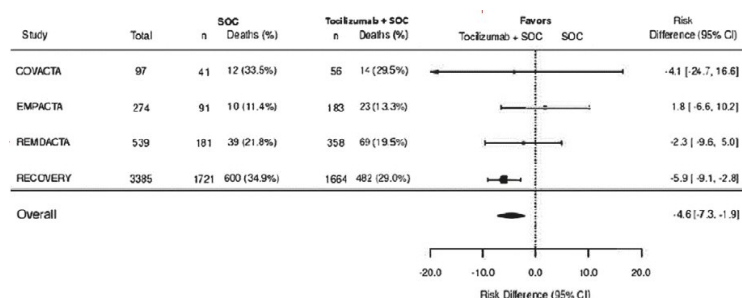 SOC Tocilizumab + SOC Favors Risk
Study Total n Deaths (%) n Deaths (%) Tocilizumab + SOC SOC Difference (95% CI)
COVACTA 97 41 12 (33.5%) 56 14 (29.5%) -4.1 [-24.7, 16.6]
EMPACTA 274 91 10 (11.4%) 183 23 (13.3%) 1.8 [-6.6, 10.2]
REMDACTA 539 181 39 (21.8%) 358 69 (19.5%) -2.3 [-9.6, 5.0]
RECOVERY 3385 1721 600 (34.9%) 1664 482 (29.0%) -5.9 [-9.1, -2.8]
Overall -4.6 [-7.3, -1.9]
-20.0 -10.0 0.0 10.0 20.0
Risk Difference (95% CI)